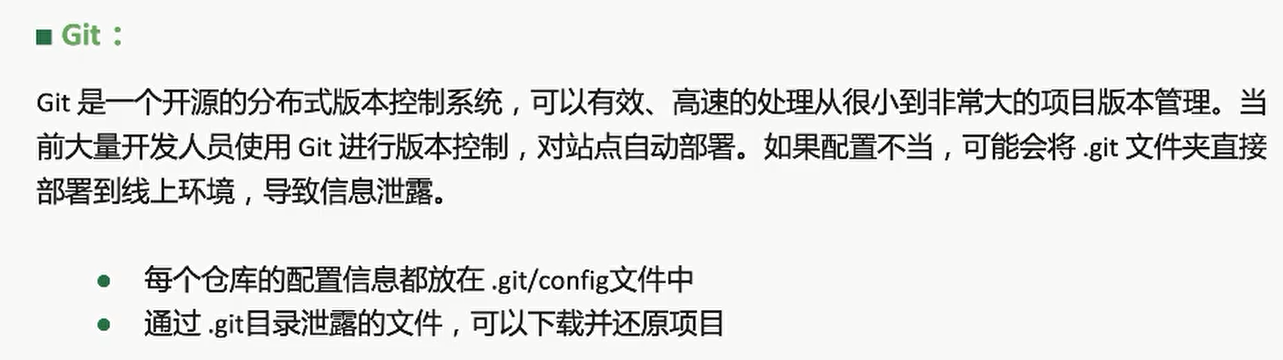 Git：
Git 是一个开源的分布式版本控制系统，可以有效、高速的处理从很小到非常大的项目版本管理。当
前大量开发人员使用 Git 进行版本控制，对站点自动部署。如果配置不当，可能会将 .git 文件夹直接
部署到线上环境，导致信息泄露。
每个仓库的配置信息都放在 .git/config文件中
通过 .git目录泄露的文件，可以下载并还原项目